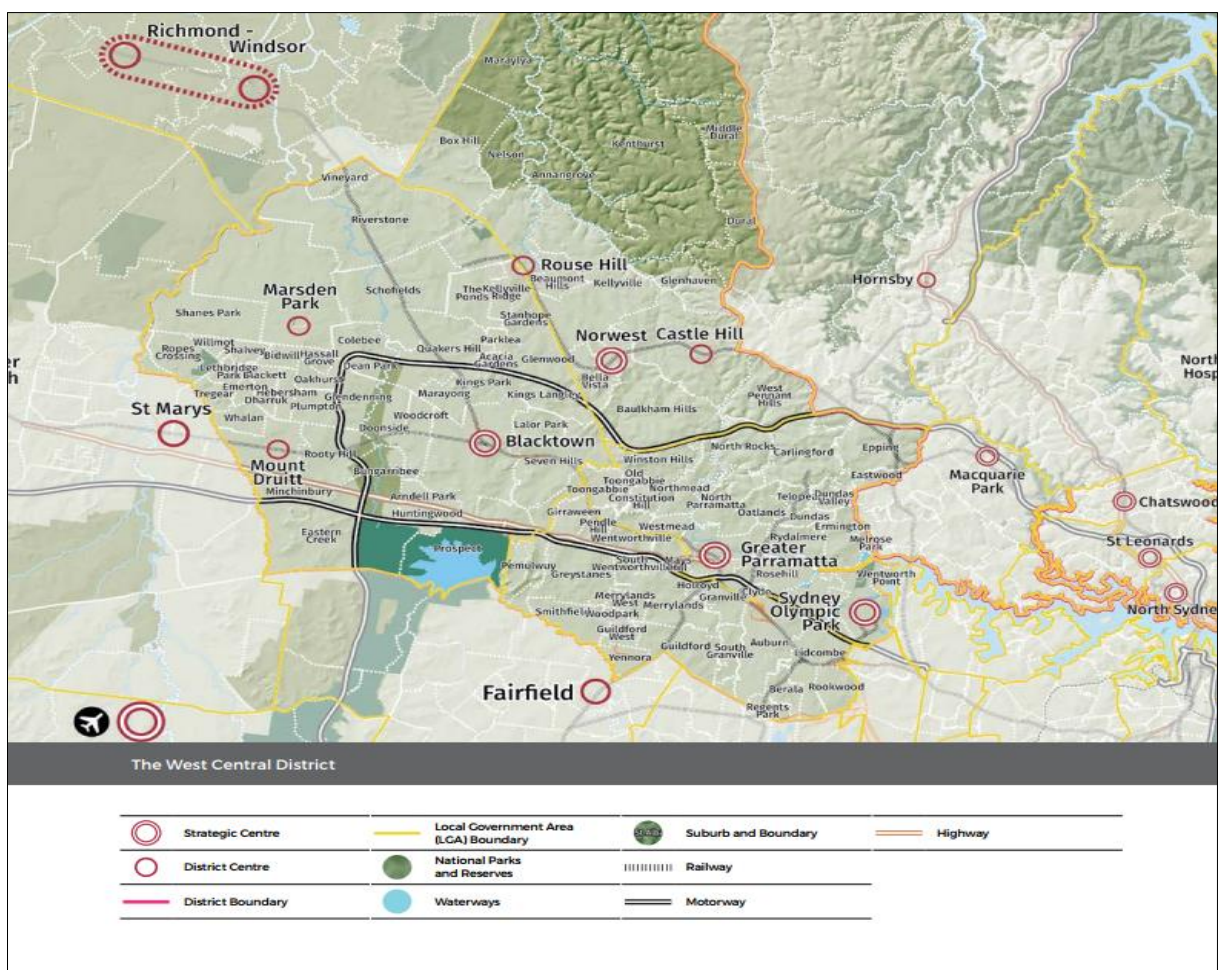 Richmond -
Windsor
Maraylya
Box Hill
Nelson
Kenthurst
Middle
Dural
Annangrove
Vineyard
Riverstone
Dural
Rouse Hill
Hornsby
Beaumont
Hills
Kellyville
Glenhaven
The
Ponds
Kellyville
Ridge
Marsden
Park
Schofields
Stanhope
Gardens
Shanes Park
Norwest
Castle Hill
North
Hosp
Colebee
Parklea
Willmot
Ropes
Crossing
Shalvey
Bidwill
Hassall
Grove
Quakers Hill
Acacia
Gardens
Glenwood
er
h
Lethbridge
Park
Blackett
Dean Park
Bella
Vista
West
Pennant
Hills
Emerton
Oakhurst
Kings Park
Tregear
Hebersham
Dharruk
Glendenning
Marayong
Kings Langley
Plumpton
Baulkham Hills
St Marys
Whalan
Woodcroft
Lalor Park
Doonside
Blacktown
North Rocks
Carlingford
Epping
Rooty Hill
Seven Hills
Winston Hills
Mount
Druitt
Bungarribee
Old
Toongabbie
Eastwood
Macquarie
Park
Minchinbury
Arndell Park
Toongabbie
Northmead
Constitution
Hill
North
Parramatta
Telopea
Dundas
Valley
Chatswood
Huntingwood
Girraween
Oatlands
Dundas
Pendle
Hill
Westmead
Ermington
Eastern
Creek
Wentworthville
Rydalmere
Melrose
Park
St Leonards
Prospect
Greater
Parramatta
Pemulwuy
South
Wentworthville
Mays
Hill
Greystanes
Rosehill
Wentworth
Point
Holroyd
Granville
Clyde
Sydney
Olympic
Park
North Sydne
Merrylands
West
Merrylands
Smithfield
Woodpark
Guildford
West
Auburn
Guildford
South
Granville
Lidcombe
Yennora
Fairfield
Berala
Rookwood
Regents
Park
The West Central District
Strategic Centre
Local Government Area
(LGA) Boundary
Suburb and Boundary
Highway
District Centre
National Parks
and Reserves
Railway
District Boundary
Waterways
Motorway